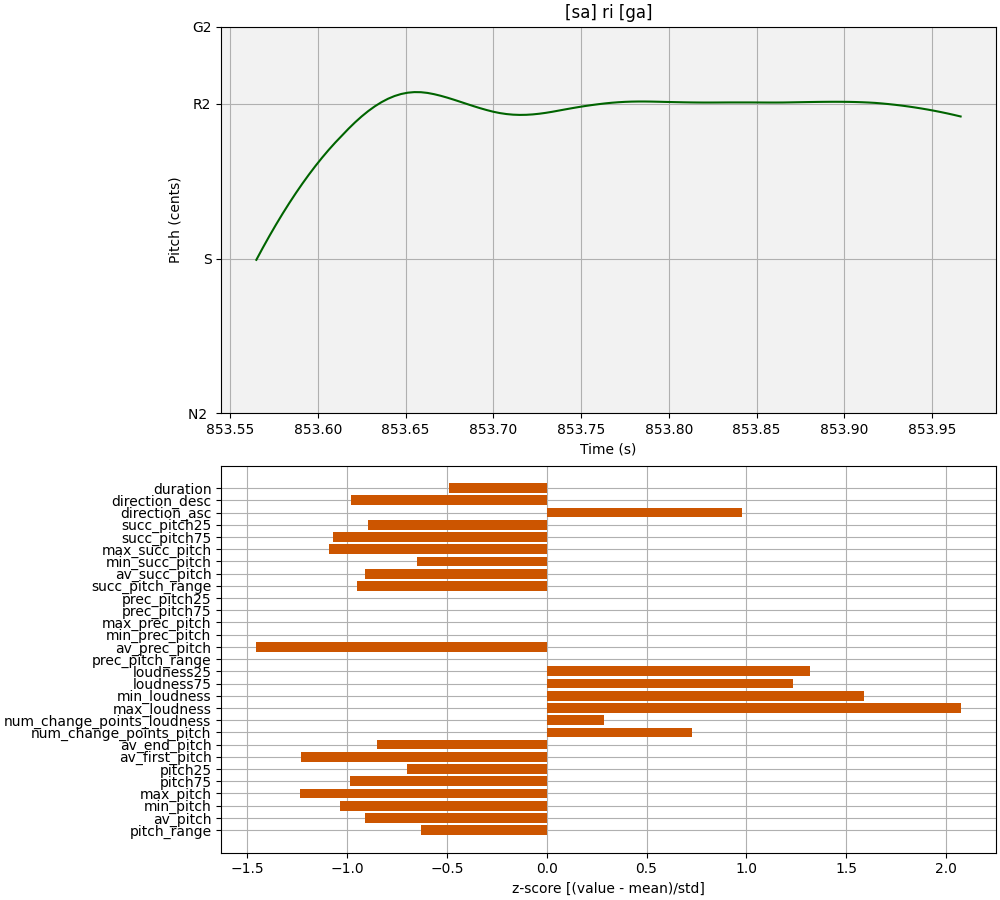 [sa] ri [ga]
G2
R2
S
N2
Pitch (cents)
853.55 853.60 853.65 853.70 853.75 853.80 853.85 853.90 853.95
Time (s)
duration
direction_desc
direction_asc
succ_pitch25
succ_pitch75
max_succ_pitch
min_succ_pitch
av_succ_pitch
succ_pitch_range
prec_pitch25
prec_pitch75
max_prec_pitch
min_prec_pitch
av_prec_pitch
prec_pitch_range
loudness25
loudness75
min_loudness
max_loudness
num_change_points_loudness
num_change_points_pitch
av_end_pitch
av_first_pitch
pitch25
pitch75
max_pitch
min_pitch
av_pitch
pitch_range
−1.5 −1.0 −0.5 0.0 0.5 1.0 1.5 2.0
z-score [(value - mean)/std]